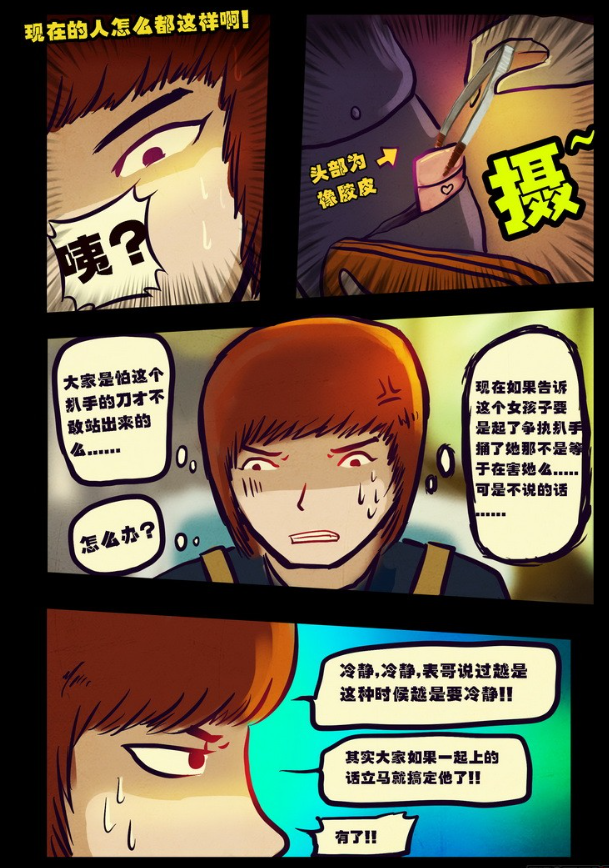 现在的人怎么都这样啊!
咦?
头部为
橡胶皮
摄~
大家是怕这个
扒手的刀才不
敢站出来的
么......
怎么办?
现在如果告诉
这个女孩子要
是起了争执扒手
捅了她那不是等
于在害她么.....
可是不说的话
......
冷静,冷静,表哥说过越是
这种时候越是要冷静!!
其实大家如果一起上的
话立马就搞定他了!!
有了!!